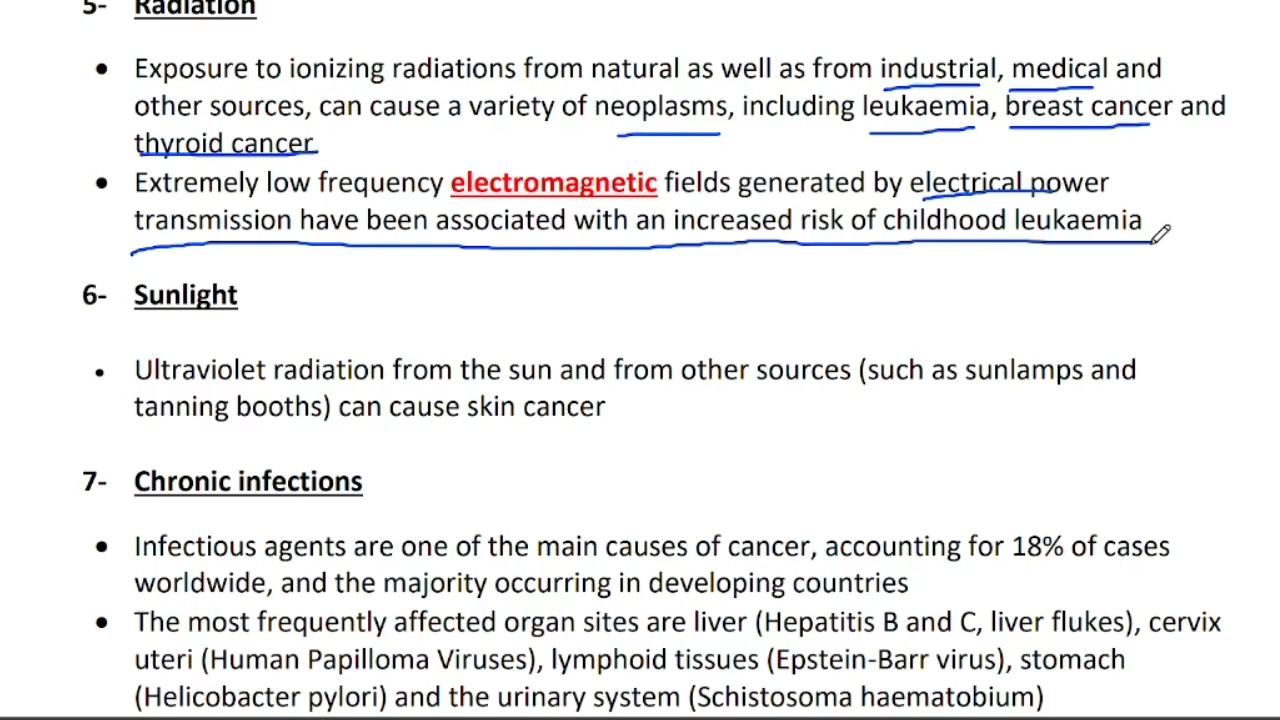 5- Radiation
• Exposure to ionizing radiations from natural as well as from industrial, medical and
other sources, can cause a variety of neoplasms, including leukaemia, breast cancer and
thyroid cancer
• Extremely low frequency electromagnetic fields generated by electrical power
transmission have been associated with an increased risk of childhood leukaemia
6- Sunlight
• Ultraviolet radiation from the sun and from other sources (such as sunlamps and
tanning booths) can cause skin cancer
7- Chronic infections
• Infectious agents are one of the main causes of cancer, accounting for 18% of cases
worldwide, and the majority occurring in developing countries
• The most frequently affected organ sites are liver (Hepatitis B and C, liver flukes), cervix
uteri (Human Papilloma Viruses), lymphoid tissues (Epstein-Barr virus), stomach
(Helicobacter pylori) and the urinary system (Schistosoma haematobium)